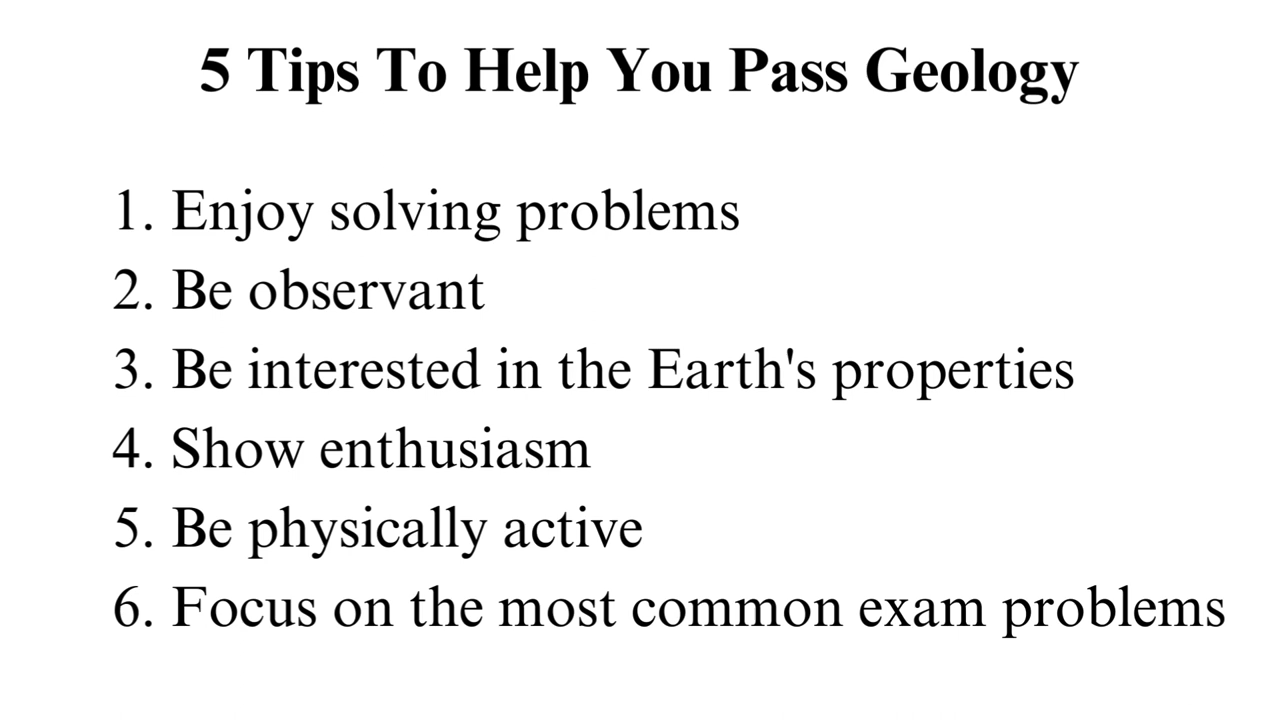 5 Tips To Help You Pass Geology
1. Enjoy solving problems
2. Be observant
3. Be interested in the Earth's properties
4. Show enthusiasm
5. Be physically active
6. Focus on the most common exam problems